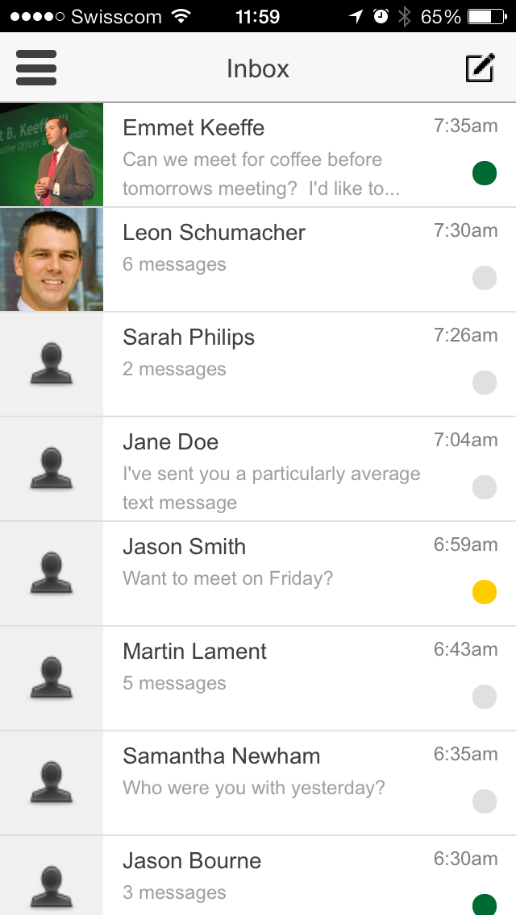 Swisscom 11:59 65%
Inbox
Emmet Keeffe 7:35am
Can we meet for coffee before
tomorrows meeting? I'd like to...
Leon Schumacher 7:30am
6 messages
Sarah Philips 7:26am
2 messages
Jane Doe 7:04am
I've sent you a particularly average
text message
Jason Smith 6:59am
Want to meet on Friday?
Martin Lament 6:43am
5 messages
Samantha Newham 6:35am
Who were you with yesterday?
Jason Bourne 6:30am
3 messages